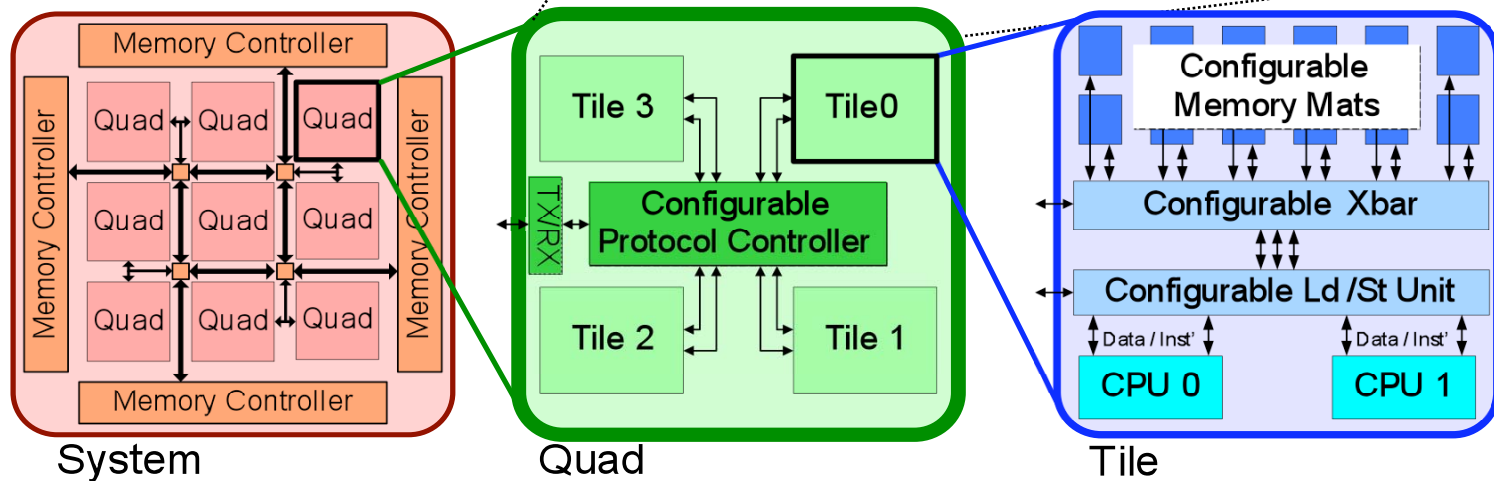 Memory Controller
Memory Controller
Quad
Quad
Quad
Quad
Quad
Quad
Quad
Quad
Quad
Memory Controller
Memory Controller
System
Tile 3
Tile0
TX/RX
Configurable
Protocol Controller
Tile 2
Tile 1
Quad
Configurable
Memory Mats
Configurable Xbar
Configurable Ld /St Unit
Data / Inst'
Data / Inst'
CPU 0
CPU 1
Tile